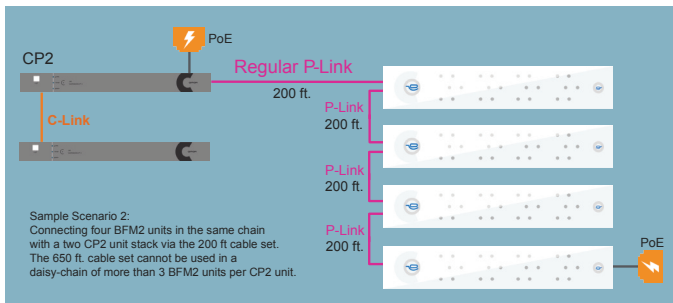 PoE
CP2
Regular P-Link
200 ft.
P-Link
200 ft.
C-Link
P-Link
200 ft.
Sample Scenario 2:
Connecting four BFM2 units in the same chain
with a two CP2 unit stack via the 200 ft cable set.
The 650 ft. cable set cannot be used in a
daisy-chain of more than 3 BFM2 units per CP2 unit.
P-Link
200 ft.
PoE